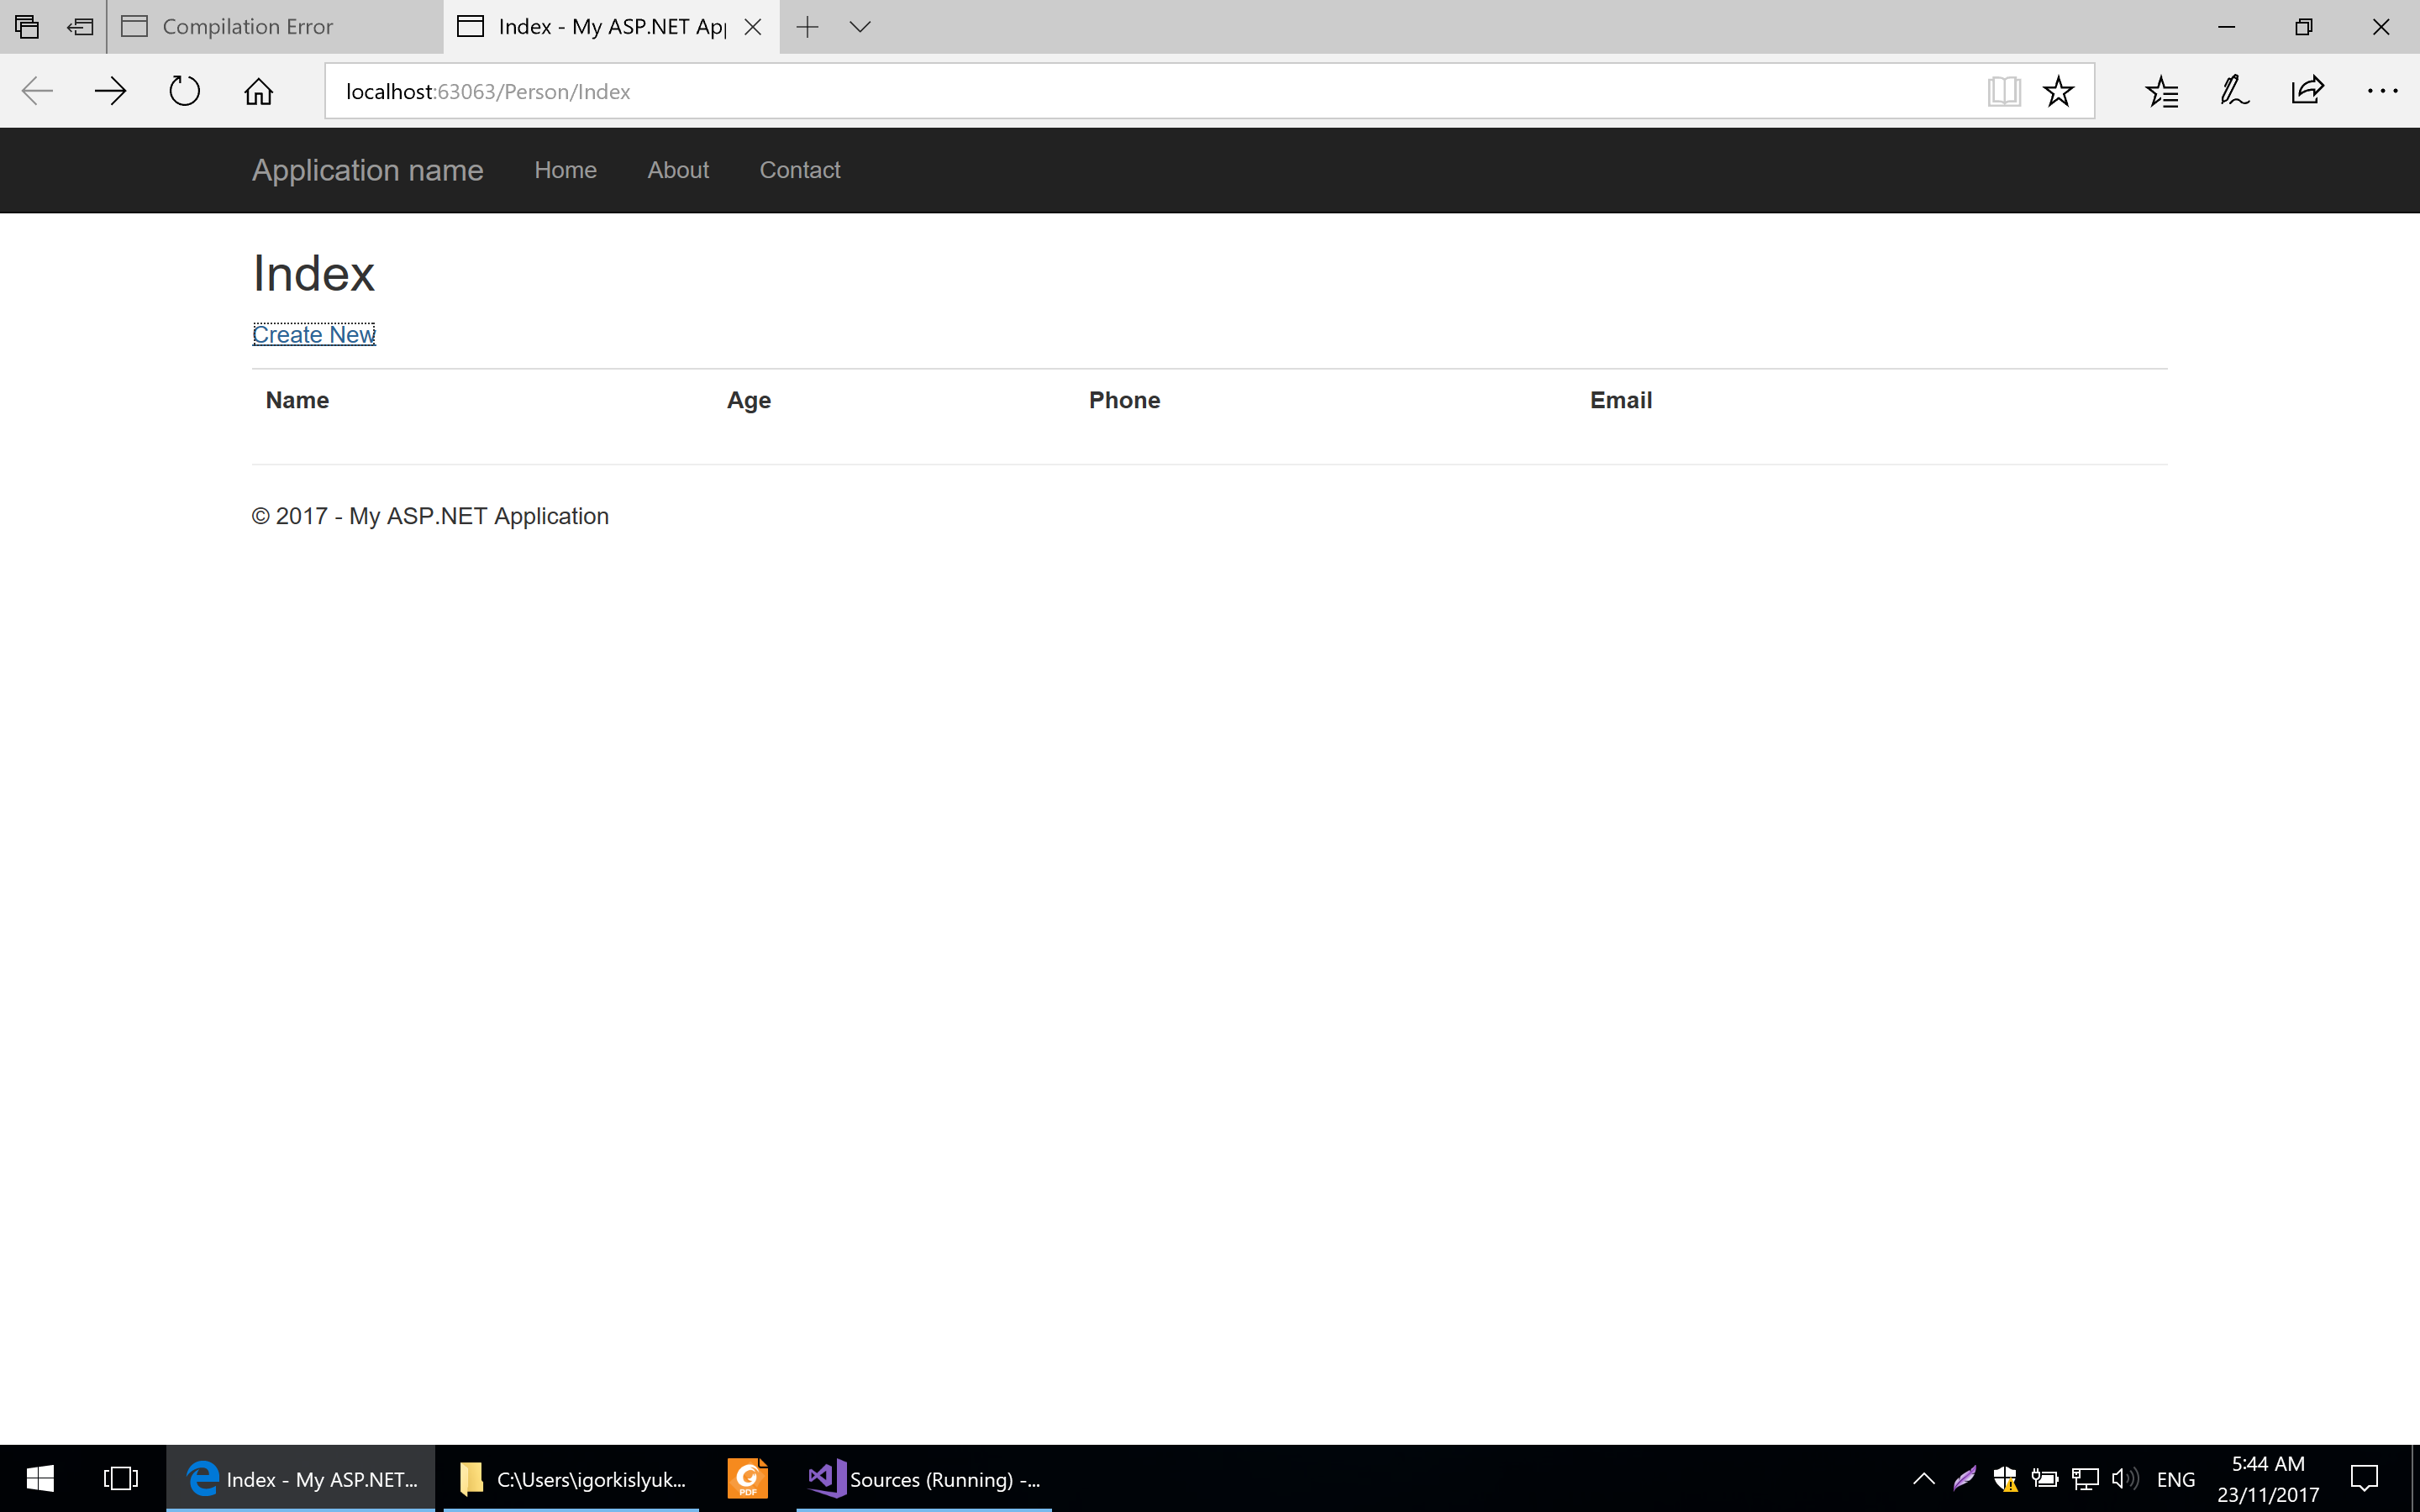 Compilation Error
Index - My ASP.NET Ap
localhost:63063/Person/Index
Application name Home About Contact
Index
Create New
Name Age Phone Email
© 2017 - My ASP.NET Application
Index - My ASP.NET...
C:\Users\igorkislyuk...
PDF
Sources (Running) -...
ENG
5:44 AM
23/11/2017